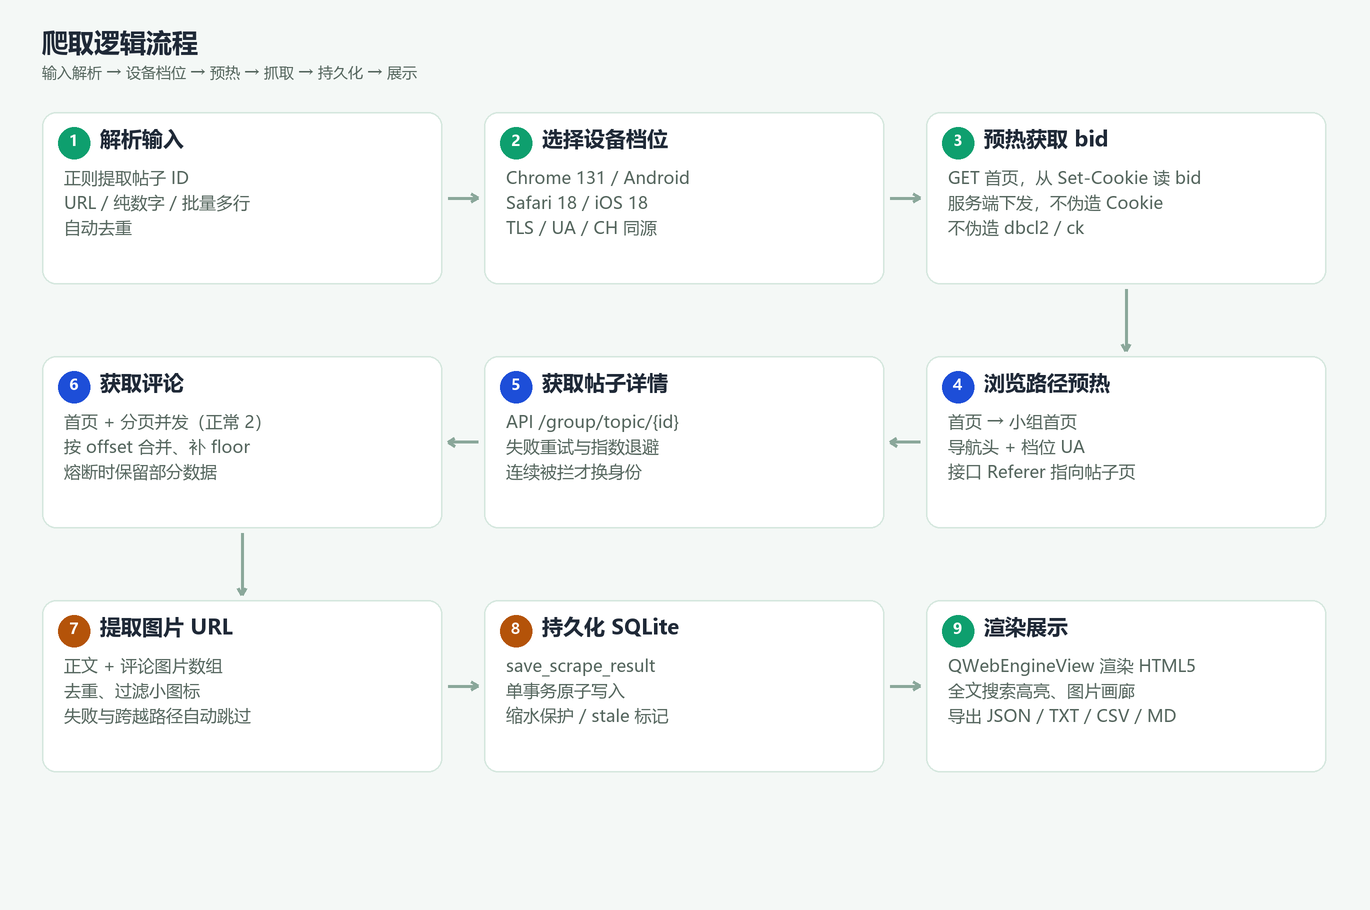 爬取逻辑流程
输入解析 → 设备档位 → 预热 → 抓取 → 持久化 → 展示
1 解析输入
正则提取帖子 ID
URL / 纯数字 / 批量多行
自动去重
2 选择设备档位
Chrome 131 / Android
Safari 18 / iOS 18
TLS / UA / CH 同源
3 预热获取 bid
GET 首页，从 Set-Cookie 读 bid
服务端下发，不伪造 Cookie
不伪造 dbcl2 / ck
4 浏览路径预热
首页 → 小组首页
导航头 + 档位 UA
接口 Referer 指向帖子页
5 获取帖子详情
API /group/topic/{id}
失败重试与指数退避
连续被拦才换身份
6 获取评论
首页 + 分页并发（正常 2）
按 offset 合并、补 floor
熔断时保留部分数据
7 提取图片 URL
正文 + 评论图片数组
去重、过滤小图标
失败与跨越路径自动跳过
8 持久化 SQLite
save_scrape_result
单事务原子写入
缩水保护 / stale 标记
9 渲染展示
QWebEngineView 渲染 HTML5
全文搜索高亮、图片画廊
导出 JSON / TXT / CSV / MD